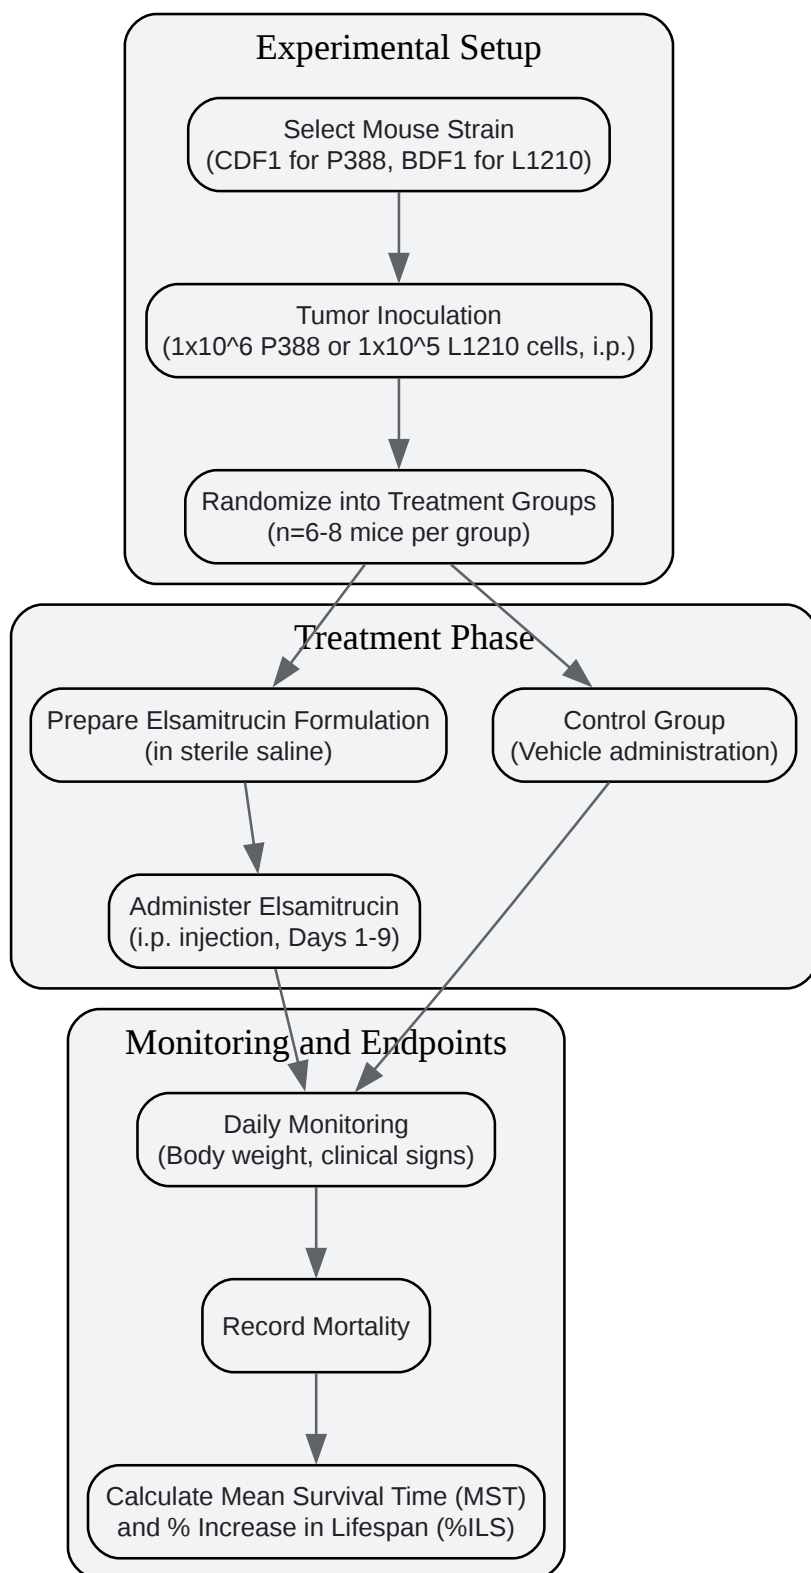 Experimental Setup
Select Mouse Strain
(CDF1 for P388, BDF1 for L1210)
Tumor Inoculation
(1x10^6 P388 or 1x10^5 L1210 cells, i.p.)
Randomize into Treatment Groups
(n=6-8 mice per group)
Treatment Phase
Prepare Elsamitrucin Formulation
(in sterile saline)
Control Group
(Vehicle administration)
Administer Elsamitrucin
(i.p. injection, Days 1-9)
Monitoring and Endpoints
Daily Monitoring
(Body weight, clinical signs)
Record Mortality
Calculate Mean Survival Time (MST)
and % Increase in Lifespan (%ILS)